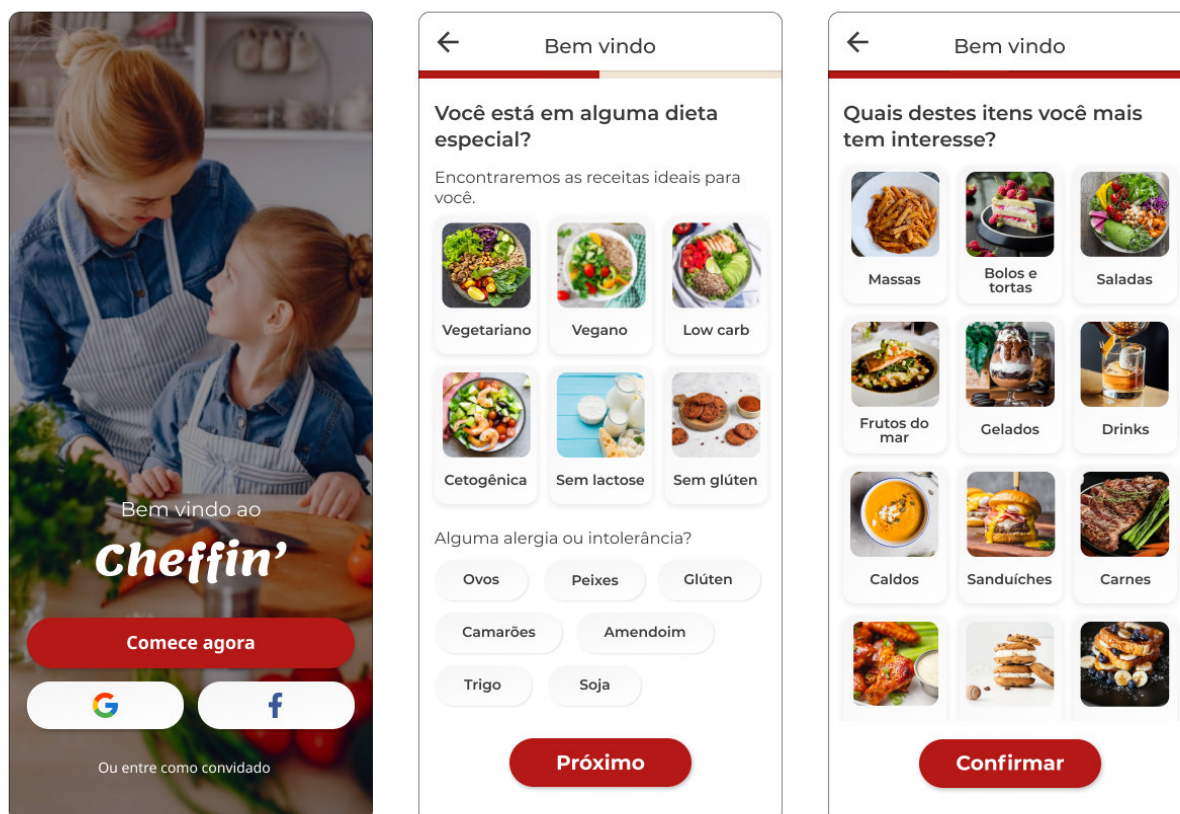 Bem vindo ao
Cheffin’
Comece agora
G
f
Ou entre como convidado
Bem vindo
Você está em alguma dieta
especial?
Encontraremos as receitas ideais para
você.
Vegetariano
Vegano
Low carb
Cetogênica
Sem lactose
Sem glúten
Alguma alergia ou intolerância?
Ovos
Peixes
Glúten
Camarões
Amendoim
Trigo
Soja
Próximo
Bem vindo
Quais destes itens você mais
tem interesse?
Massas
Bolos e
tortas
Saladas
Frutos do
mar
Gelados
Drinks
Caldos
Sanduíches
Carnes
Confirmar